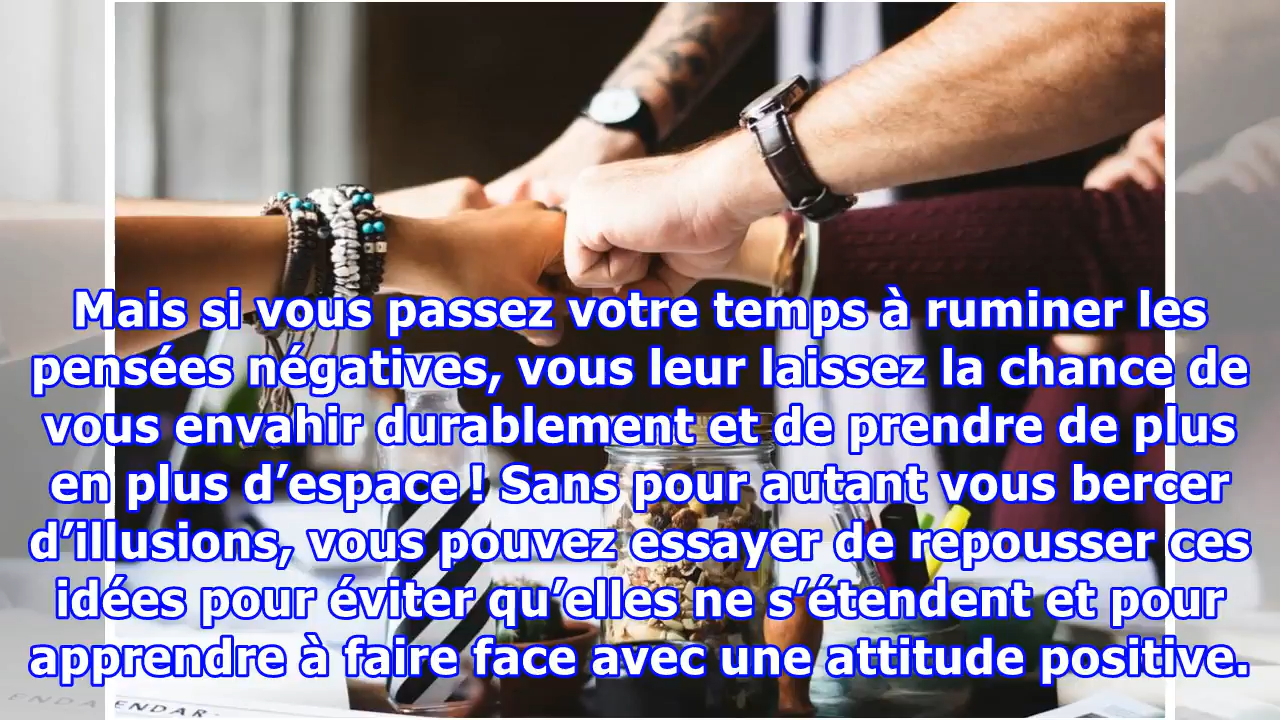 Mais si vous passez votre temps à ruminer les
pensées négatives, vous leur laissez la chance de
vous envahir durablement et de prendre de plus
en plus d’espace ! Sans pour autant vous bercer
d’illusions, vous pouvez essayer de repousser ces
idées pour éviter qu’elles ne s’étendent et pour
apprendre à faire face avec une attitude positive.
ENDAR